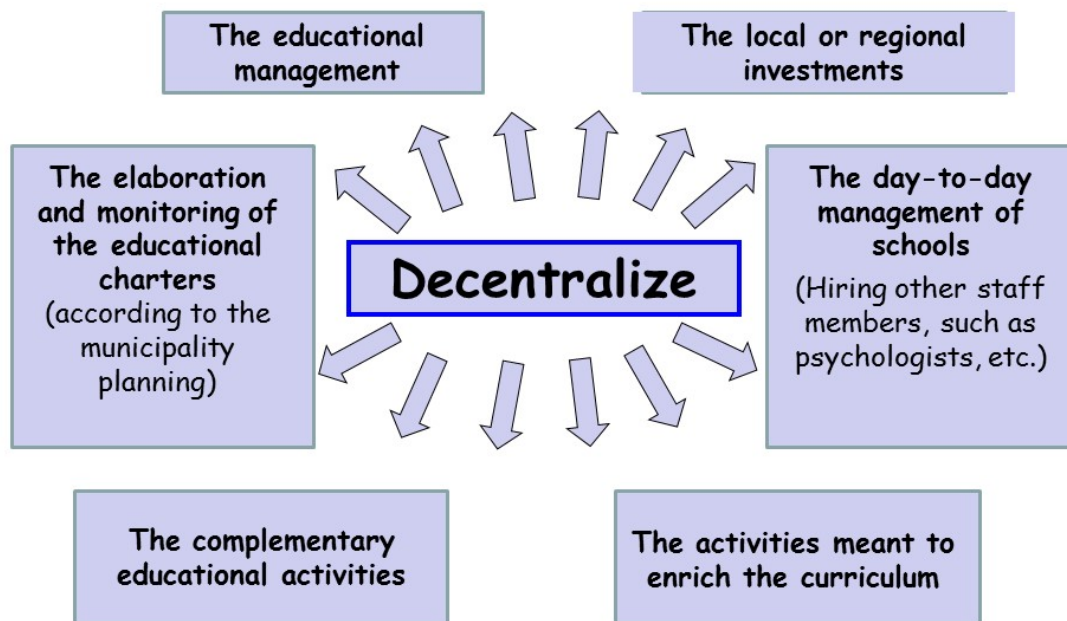 The educational
management
The local or regional
investments
The elaboration
and monitoring of
the educational
charters
(according to the
municipality
planning)
Decentralize
The day-to-day
management of
schools
(Hiring other staff
members, such as
psychologists, etc.)
The complementary
educational activities
The activities meant to
enrich the curriculum